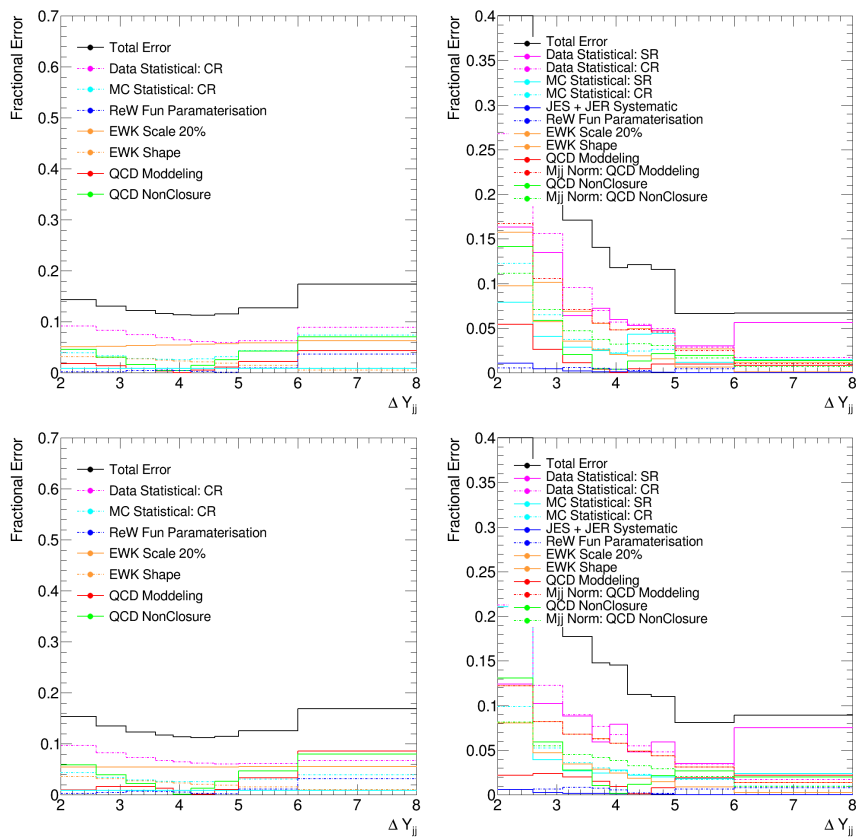 Fractional Error
0.7
0.6
0.5
0.4
0.3
0.2
0.1
0
Total Error
Data Statistical: CR
MC Statistical: CR
ReW Fun Paramaterisation
EWK Scale 20%
EWK Shape
QCD Moddeling
QCD NonClosure
2 3 4 5 6 7 8
Δ Yjj
Fractional Error
0.4
0.35
0.3
0.25
0.2
0.15
0.1
0.05
0
Total Error
Data Statistical: SR
Data Statistical: CR
MC Statistical: SR
MC Statistical: CR
JES + JER Systematic
ReW Fun Paramaterisation
EWK Scale 20%
EWK Shape
QCD Moddeling
Mjj Norm: QCD Moddeling
QCD NonClosure
Mjj Norm: QCD NonClosure
2 3 4 5 6 7 8
Δ Yjj
Fractional Error
0.7
0.6
0.5
0.4
0.3
0.2
0.1
0
Total Error
Data Statistical: CR
MC Statistical: CR
ReW Fun Paramaterisation
EWK Scale 20%
EWK Shape
QCD Moddeling
QCD NonClosure
2 3 4 5 6 7 8
Δ Yjj
Fractional Error
0.4
0.35
0.3
0.25
0.2
0.15
0.1
0.05
0
Total Error
Data Statistical: SR
Data Statistical: CR
MC Statistical: SR
MC Statistical: CR
JES + JER Systematic
ReW Fun Paramaterisation
EWK Scale 20%
EWK Shape
QCD Moddeling
Mjj Norm: QCD Moddeling
QCD NonClosure
Mjj Norm: QCD NonClosure
2 3 4 5 6 7 8
Δ Yjj